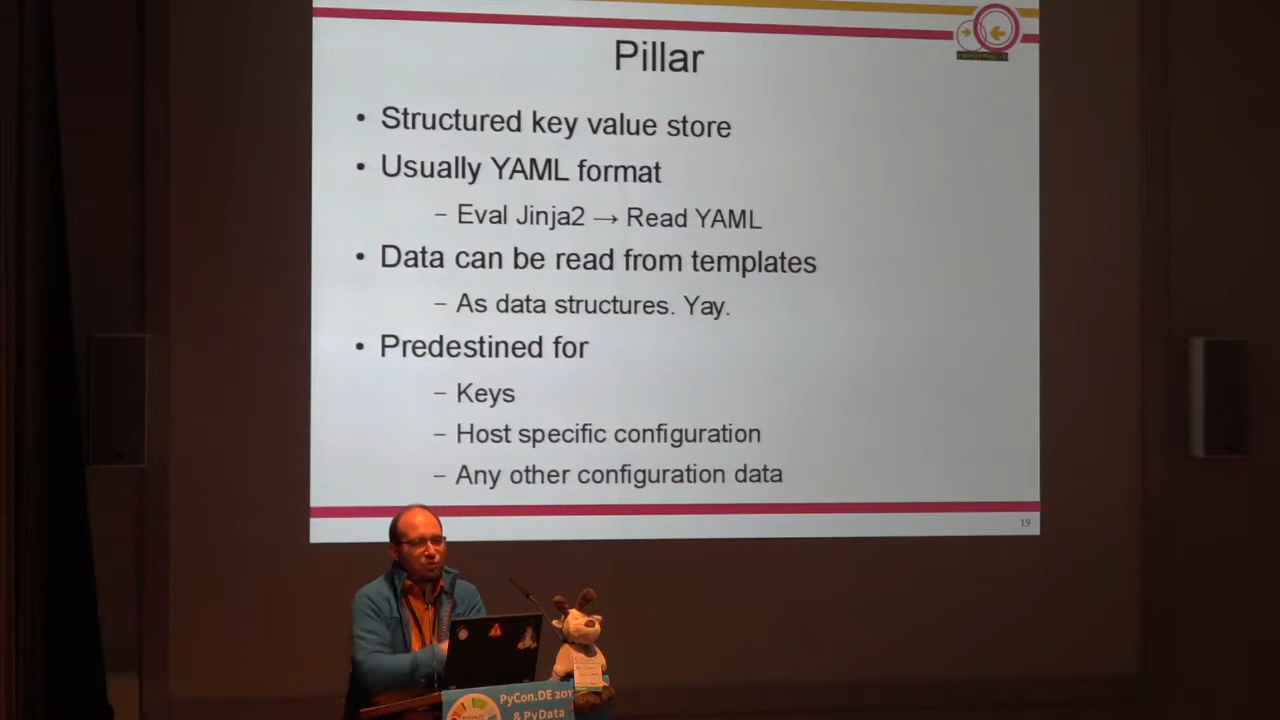 Pillar
• Structured key value store
• Usually YAML format
– Eval Jinja2 → Read YAML
• Data can be read from templates
– As data structures. Yay.
• Predestined for
– Keys
– Host specific configuration
– Any other configuration data
19
PyCon.DE 201
& PyData